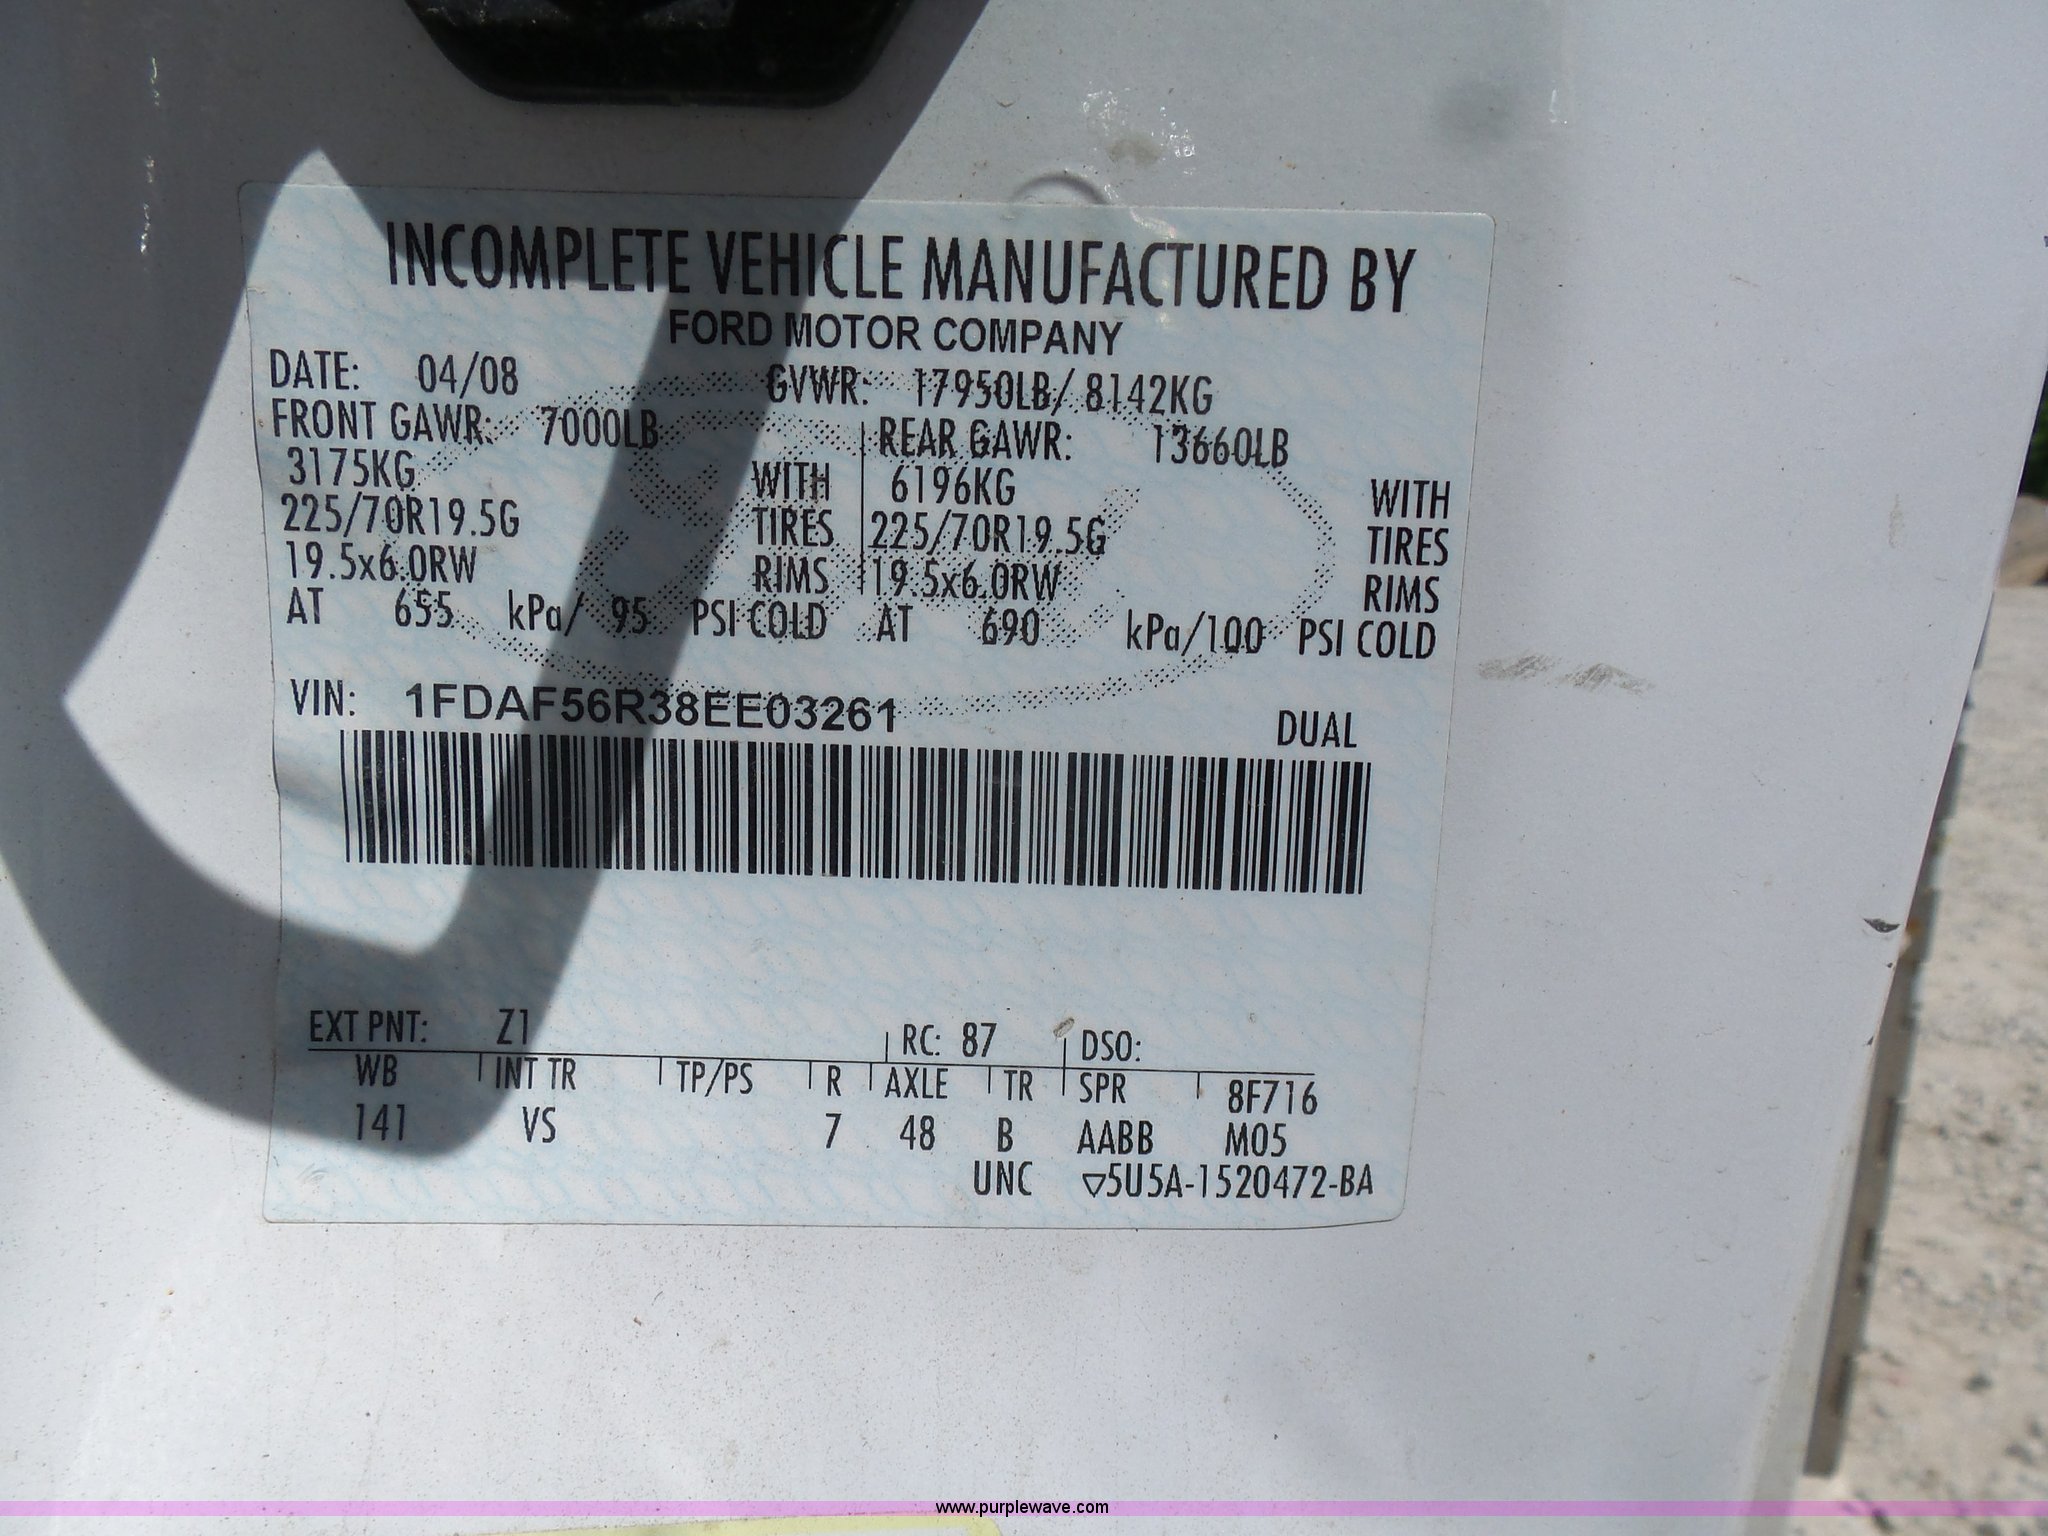 INCOMPLETE VEHICLE MANUFACTURED BY
FORD MOTOR COMPANY
DATE: 04/08 GVWR: 17950LB/ 8142KG
FRONT GAWR: 7000LB REAR GAWR: 13660LB
3175KG WITH 6196KG WITH
225/70R19.5G TIRES 225/70R19.5G TIRES
19.5x6.0RW RIMS 19.5x6.0RW RIMS
AT 655 kPa/ 95 PSI COLD AT 690 kPa/100 PSI COLD
VIN: 1FDAF56R38EE03261 DUAL
EXT PNT: Z1 RC: 87 DSO:
WB INT TR TP/PS R AXLE TR SPR 8F716
141 VS 7 48 B AABB M05
UNC ▽5U5A-1520472-BA
www.purplewave.com